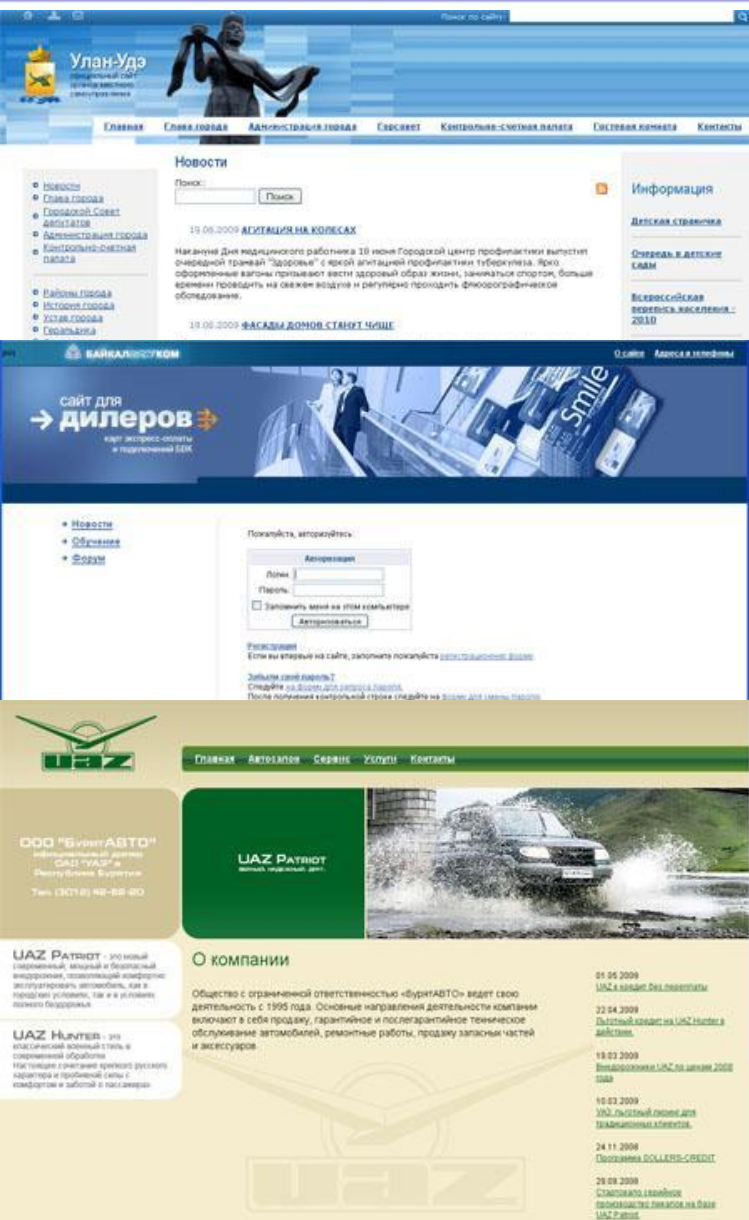 Поиск по сайту:
Улан-Удэ
официальный сайт
органов местного
самоуправления
Главная Глава города Администрация города Горсовет Контрольно-счетная палата Гостевая комната Контакты
Новости
Поиск:
Поиск
Новости
Глава города
Городской Совет
депутатов
Администрация города
Контрольно-счетная
палата
Районы города
История города
Устав города
Геральдика
19.06.2009 АГИТАЦИЯ НА КОЛЕСАХ
Накануне Дня медицинского работника 18 июня Городской центр профилактики выпустил
очередной трамвай "Здоровье" с яркой агитацией профилактики туберкулеза. Ярко
оформленные вагоны призывают вести здоровый образ жизни, заниматься спортом, больше
времени проводить на свежем воздухе и регулярно проходить флюорографическое
обследование.
19.06.2009 ФАСАДЫ ДОМОВ СТАНУТ ЧИЩЕ
Информация
Детская страничка
Очередь в детские
сады
Всероссийская
перепись населения -
2010
БАЙКАЛВЕСТКОМ
О сайте Адреса и телефоны
сайт для
дилеров
карт экспресс-оплаты
и подключений БВК
Smile
Новости
Обучение
Форум
Пожалуйста, авторизуйтесь:
Авторизация
Логин:
Пароль:
Запомнить меня на этом компьютере
Авторизоваться
Регистрация
Если вы впервые на сайте, заполните пожалуйста регистрационную форму.
Забыли свой пароль?
Следуйте на форму для запроса пароля.
После получения контрольной строки следуйте на форму для смены пароля.
UAZ
Главная Автосалон Сервис Услуги Контакты
ООО "БурятАВТО"
официальный дилер
ОАО "УАЗ" в
Республике Бурятия
Тел. (3012)
UAZ PATRIOT
UAZ PATRIOT - это новый
современный, мощный и безопасный
внедорожник, позволяющий комфортно
эксплуатировать автомобиль, как в
городских условиях, так и в условиях
полного бездорожья.
UAZ HUNTER - это
классический военный стиль в
современной обработке
Настоящее сочетание крепкого русского
характера и пробивной силы с
комфортом и заботой о пассажирах
О компании
Общество с ограниченной ответственностью «БурятАВТО» ведет свою
деятельность с 1995 года. Основные направления деятельности компании
включают в себя продажу, гарантийное и послегарантийное техническое
обслуживание автомобилей, ремонтные работы, продажу запасных частей
и аксессуаров.
01.05.2009
UAZ в кредит без переплаты
22.04.2009
Льготный кредит на UAZ Hunter в
действии.
19.03.2009
Внедорожники UAZ по ценам 2008
года
10.03.2009
УАЗ: льготный лизинг для
традиционных клиентов.
24.11.2008
Программа SOLLERS-CREDIT
29.09.2008
Стартовало серийное
производство пикапов на базе
UAZ Patriot.
UAZ